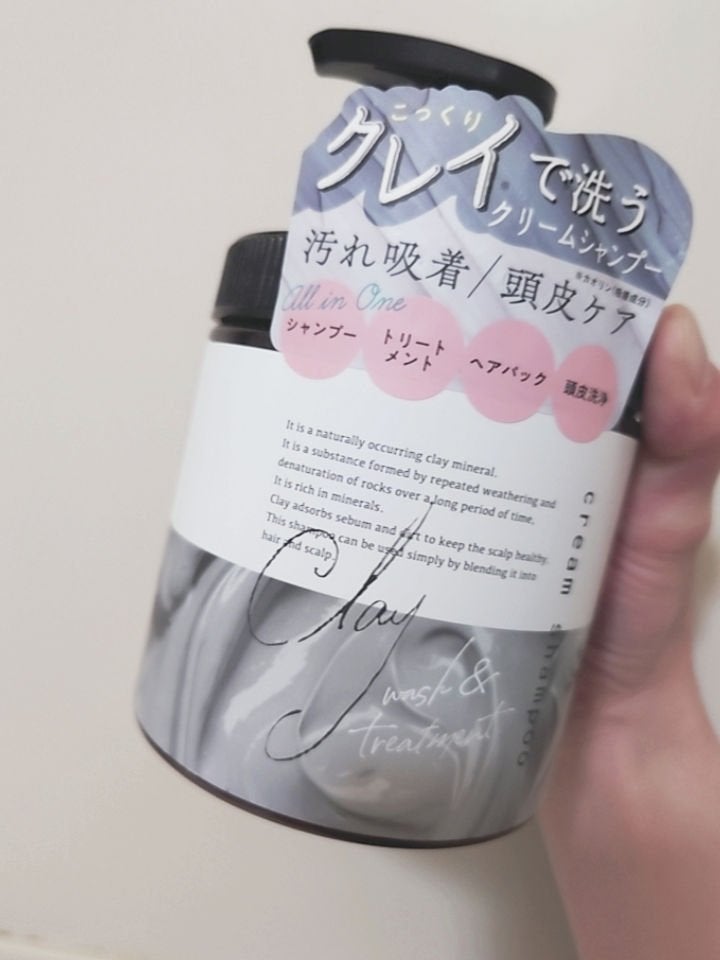 こっくり
クレイで洗う
クリームシャンプー
※カオリン(吸着成分)
汚れ吸着/頭皮ケア
All in One
シャンプー
トリート
メント
ヘアパック
頭皮洗浄
It is a naturally occurring clay mineral.
It is a substance formed by repeated weathering and
denaturation of rocks over a long period of time.
It is rich in minerals.
Clay adsorbs sebum and dirt to keep the scalp healthy.
This shampoo can be used simply by blending it into
hair and scalp.
Clay
wash &
treatment
cream shampoo